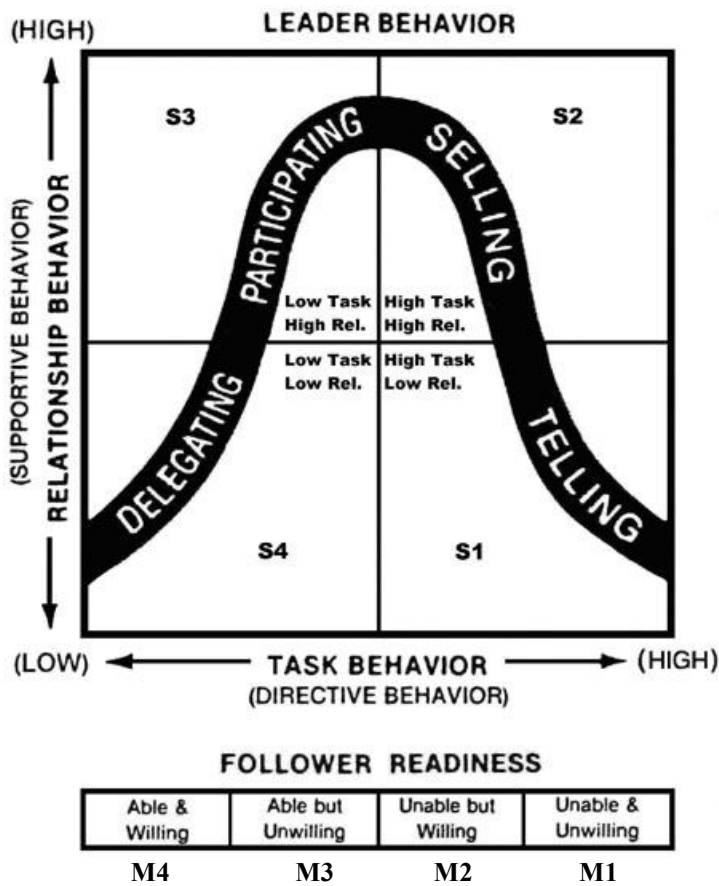 LEADER BEHAVIOR
(HIGH)
S3
S2
PARTICIPATING
SELLING
(SUPPORTIVE BEHAVIOR)
RELATIONSHIP BEHAVIOR
Low Task
High Rel.
High Task
High Rel.
Low Task
Low Rel.
High Task
Low Rel.
DELEGATING
TELLING
S4
S1
(LOW)
TASK BEHAVIOR
(HIGH)
(DIRECTIVE BEHAVIOR)
FOLLOWER READINESS
Able &
Willing
Able but
Unwilling
Unable but
Willing
Unable &
Unwilling
M4
M3
M2
M1